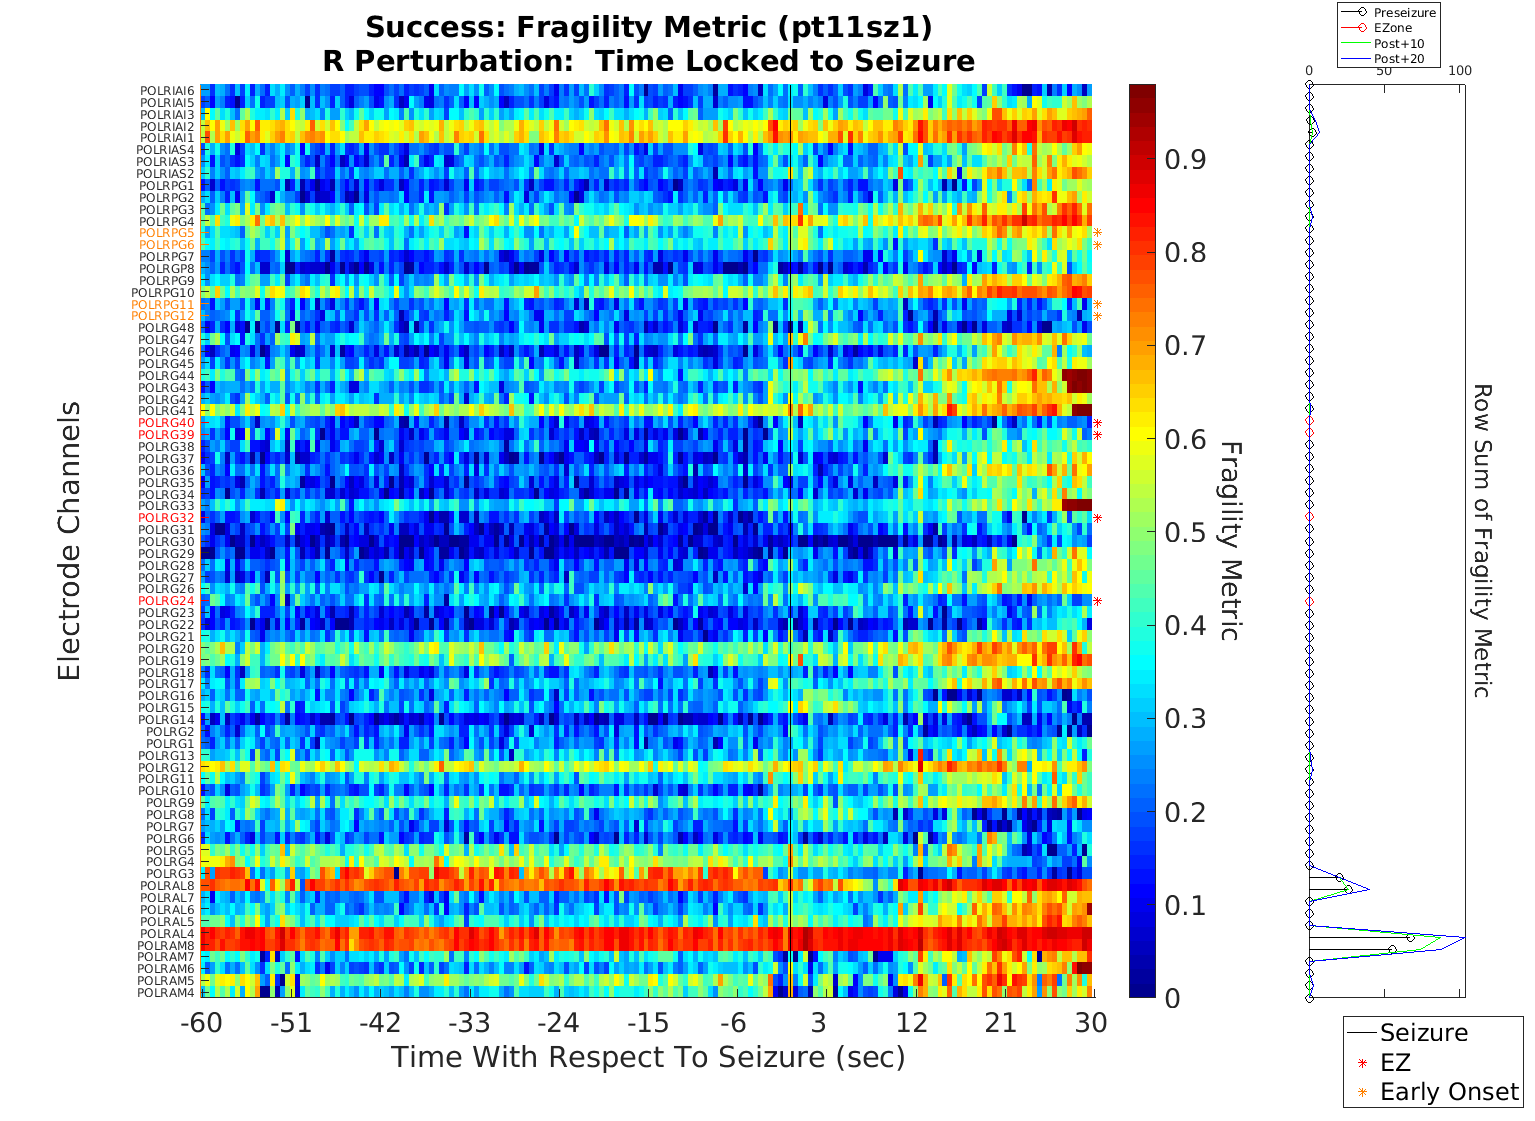 Success: Fragility Metric (pt11sz1)
R Perturbation: Time Locked to Seizure
Preseizure
EZone
Post+10
Post+20
0 50 100
Electrode Channels
POLRIAI6
POLRIAI5
POLRIAI3
POLRIAI2
POLRIAI1
POLRIAS4
POLRIAS3
POLRIAS2
POLRPG1
POLRPG2
POLRPG3
POLRPG4
POLRPG5
POLRPG6
POLRPG7
POLRGP8
POLRPG9
POLRPG10
POLRPG11
POLRPG12
POLRG48
POLRG47
POLRG46
POLRG45
POLRG44
POLRG43
POLRG42
POLRG41
POLRG40
POLRG39
POLRG38
POLRG37
POLRG36
POLRG35
POLRG34
POLRG33
POLRG32
POLRG31
POLRG30
POLRG29
POLRG28
POLRG27
POLRG26
POLRG24
POLRG23
POLRG22
POLRG21
POLRG20
POLRG19
POLRG18
POLRG17
POLRG16
POLRG15
POLRG14
POLRG2
POLRG1
POLRG13
POLRG12
POLRG11
POLRG10
POLRG9
POLRG8
POLRG7
POLRG6
POLRG5
POLRG4
POLRG3
POLRAL8
POLRAL7
POLRAL6
POLRAL5
POLRAL4
POLRAM8
POLRAM7
POLRAM6
POLRAM5
POLRAM4
-60 -51 -42 -33 -24 -15 -6 3 12 21 30
Time With Respect To Seizure (sec)
0.9
0.8
0.7
0.6
0.5
0.4
0.3
0.2
0.1
0
Fragility Metric
Row Sum of Fragility Metric
Seizure
EZ
Early Onset